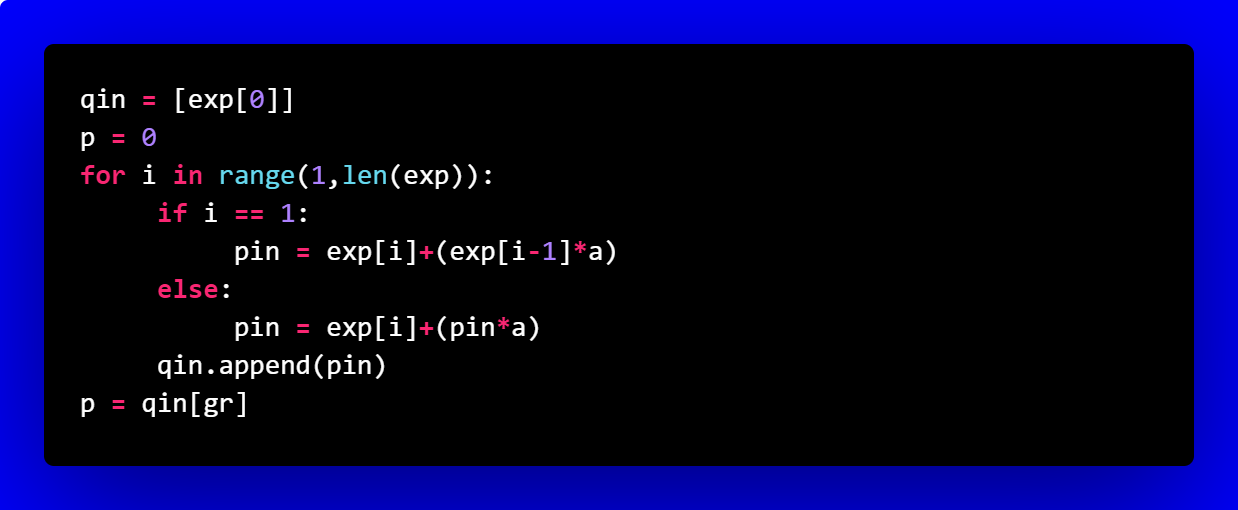 qin = [exp[0]]
p = 0
for i in range(1,len(exp)):
     if i == 1:
          pin = exp[i]+(exp[i-1]*a)
     else:
          pin = exp[i]+(pin*a)
     qin.append(pin)
p = qin[gr]